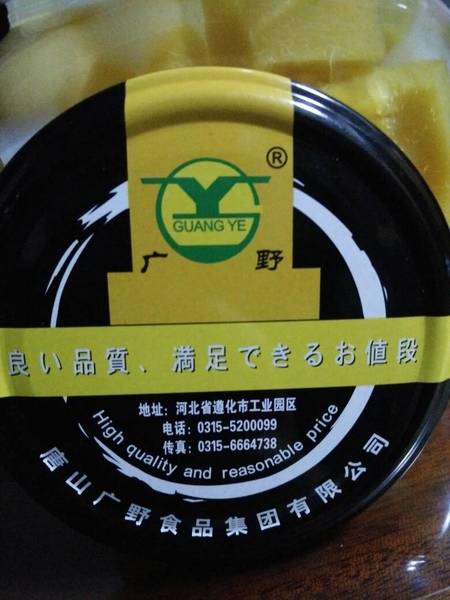 ®
GUANG YE
广 野
良い品質、満足できるお値段
地址: 河北省遵化市工业园区
电话: 0315-5200099
传真: 0315-6664738
High quality and reasonable price
唐山广野食品集团有限公司